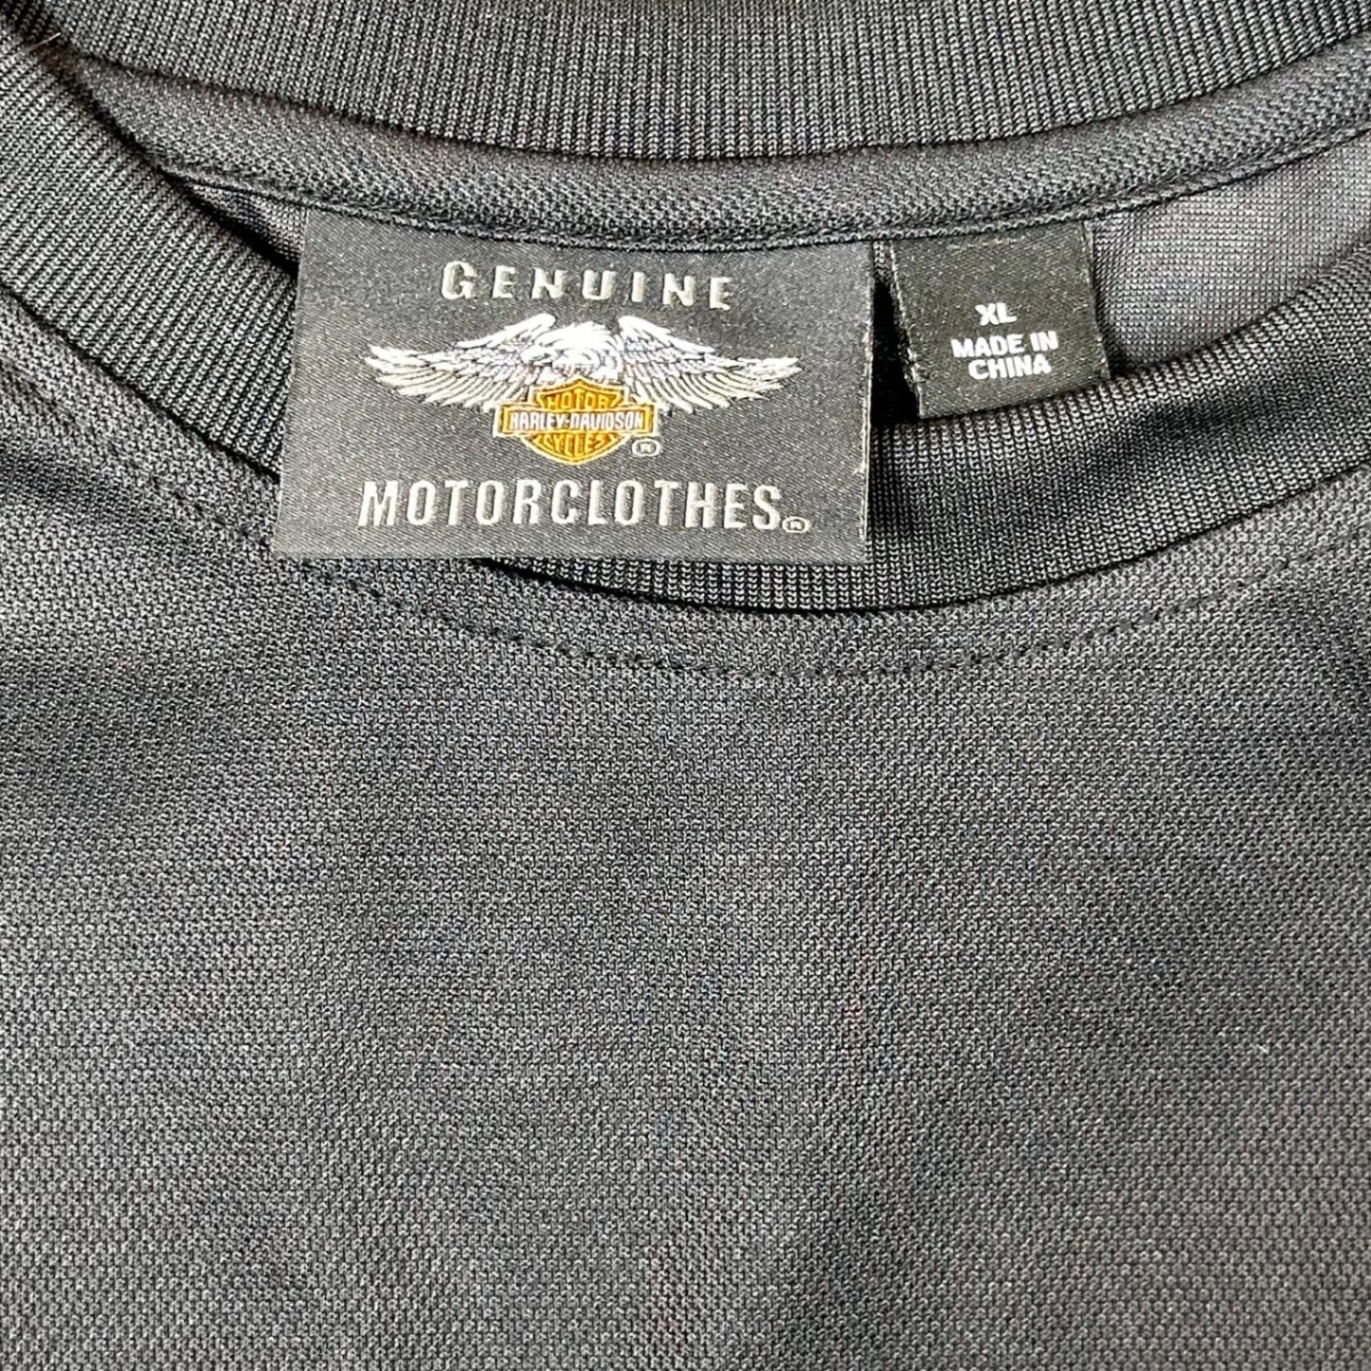 GENUINE
MOTOR
HARLEY-DAVIDSON
CYCLES
®
MOTORCLOTHES®
XL
MADE IN
CHINA